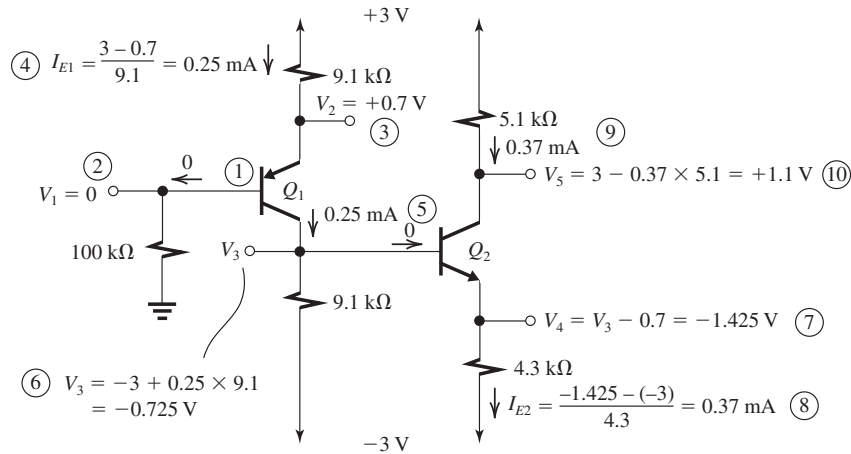 +3 V
④ I_E1 = (3 – 0.7)/9.1 = 0.25 mA
9.1 kΩ
V_2 = +0.7 V
③
5.1 kΩ
⑨
0.37 mA
②
0
①
V_1 = 0
Q_1
V_5 = 3 – 0.37 × 5.1 = +1.1 V ⑩
0.25 mA
⑤
0
100 kΩ
V_3
Q_2
9.1 kΩ
V_4 = V_3 – 0.7 = –1.425 V ⑦
4.3 kΩ
⑥ V_3 = –3 + 0.25 × 9.1
= –0.725 V
I_E2 = (–1.425 – (–3))/4.3 = 0.37 mA ⑧
–3 V